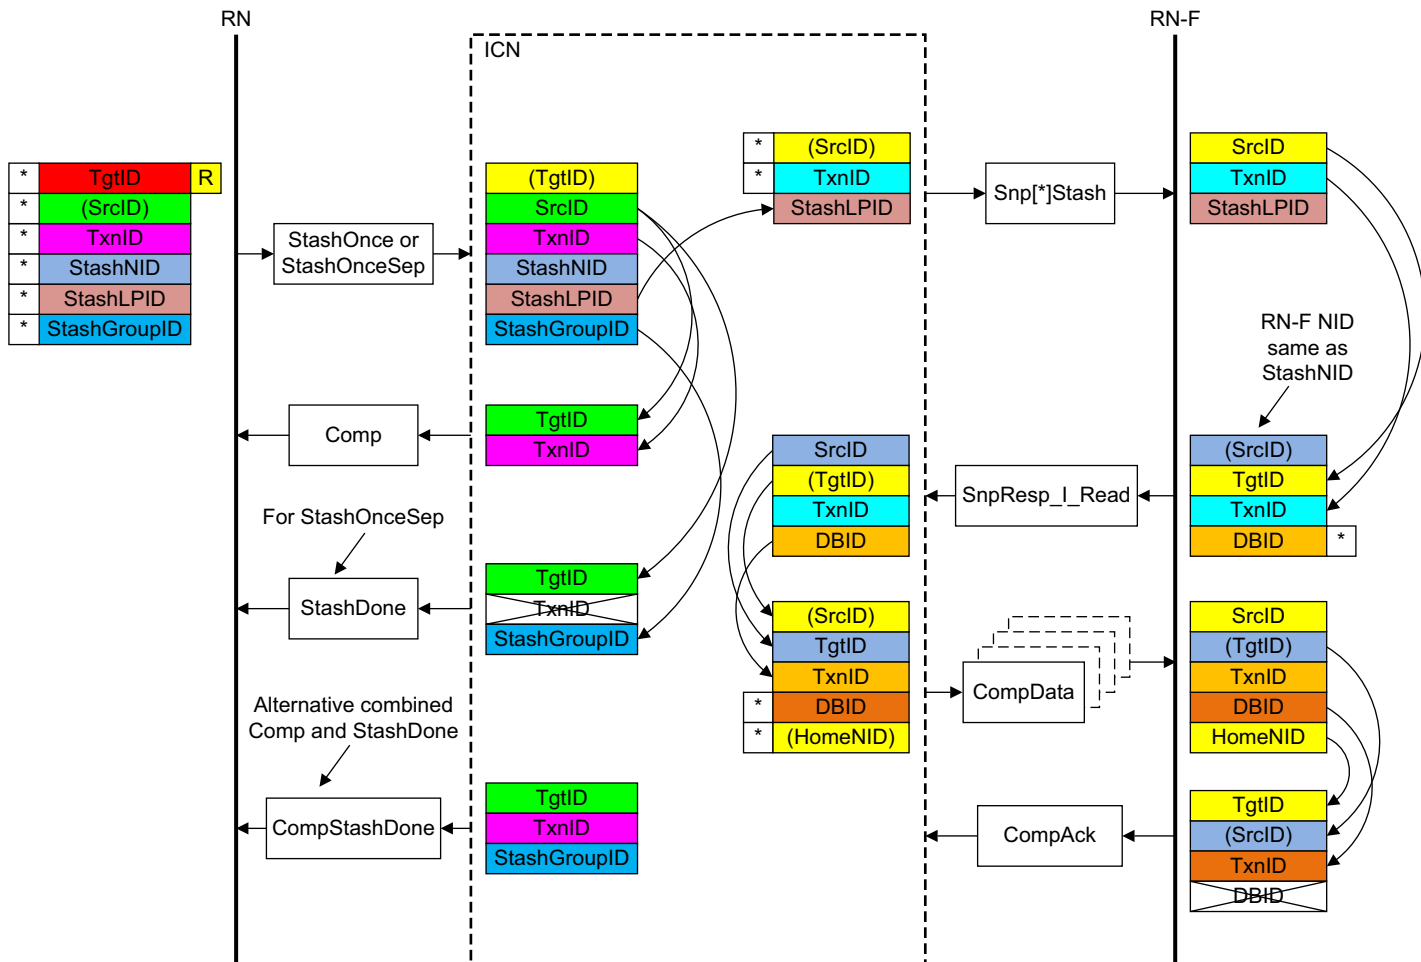 RN
RN-F
ICN
* TgtID R
* (SrcID)
* TxnID
* StashNID
* StashLPID
* StashGroupID
StashOnce or
StashOnceSep
(TgtID)
SrcID
TxnID
StashNID
StashLPID
StashGroupID
* (SrcID)
* TxnID
StashLPID
Snp[*]Stash
SrcID
TxnID
StashLPID
RN-F NID
same as
StashNID
Comp
TgtID
TxnID
SrcID
(TgtID)
TxnID
DBID
SnpResp_I_Read
(SrcID)
TgtID
TxnID
DBID *
For StashOnceSep
StashDone
TgtID
TxnID
StashGroupID
(SrcID)
TgtID
TxnID
* DBID
* (HomeNID)
CompData
SrcID
(TgtID)
TxnID
DBID
HomeNID
Alternative combined
Comp and StashDone
CompStashDone
TgtID
TxnID
StashGroupID
CompAck
TgtID
(SrcID)
TxnID
DBID